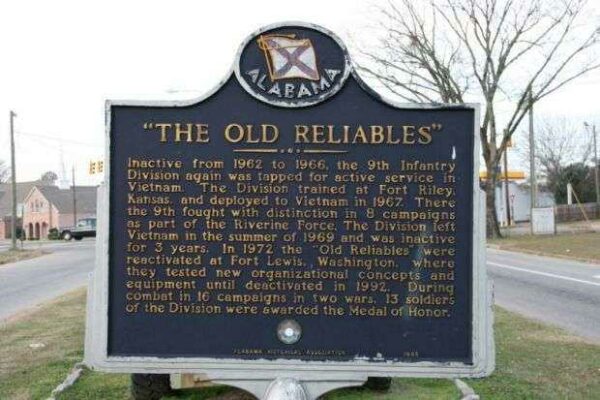 ALABAMA
"THE OLD RELIABLES"
Inactive from 1962 to 1966, the 9th Infantry
Division again was tapped for active service in
Vietnam. The Division trained at Fort Riley,
Kansas, and deployed to Vietnam in 1967. There
the 9th fought with distinction in 8 campaigns
as part of the Riverine Force. The Division left
Vietnam in the summer of 1969 and was inactive
for 3 years. In 1972 the "Old Reliables" were
reactivated at Fort Lewis, Washington, where
they tested new organizational concepts and
equipment until deactivated in 1992. During
combat in 16 campaigns in two wars, 13 soldiers
of the Division were awarded the Medal of Honor.
ALABAMA HISTORICAL ASSOCIATION